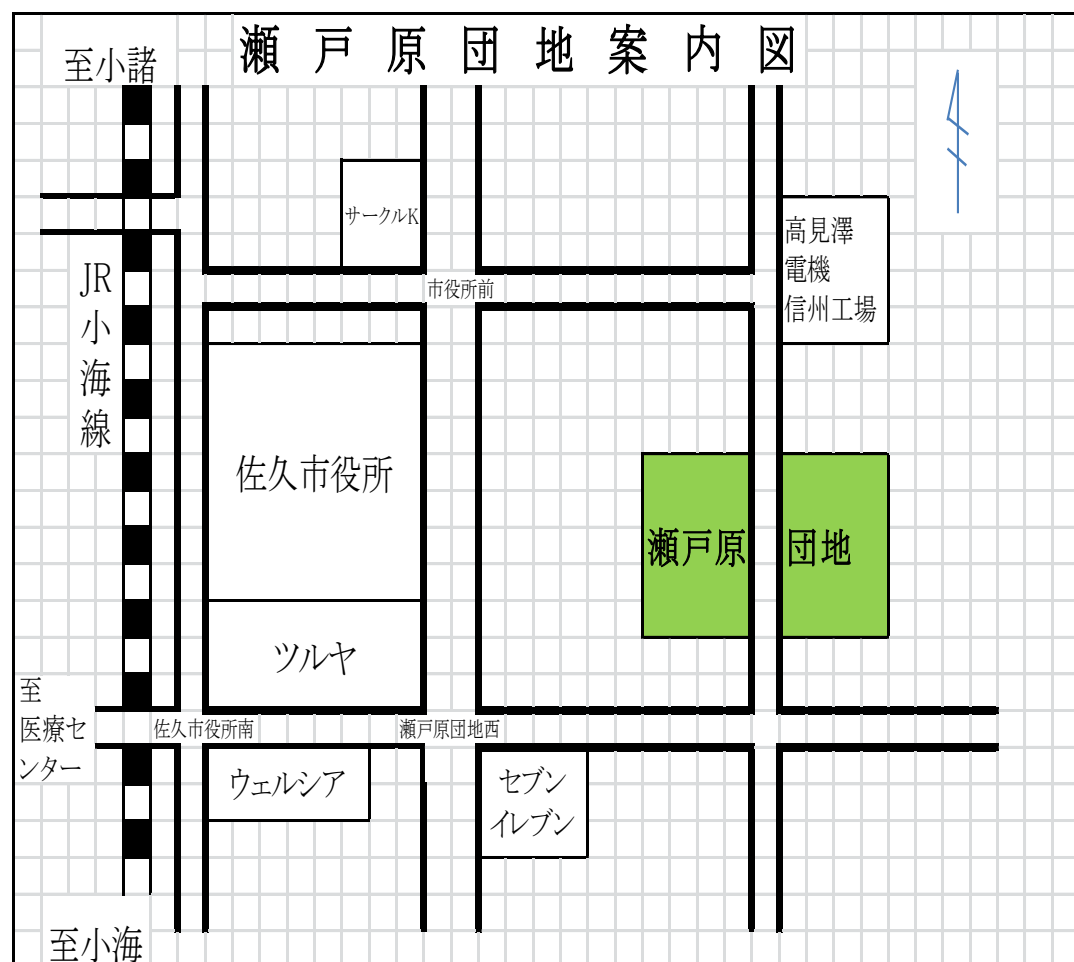 瀬戸原団地案内図
至小諸
サークルK
高見澤
電機
信州工場
市役所前
JR
小
海
線
佐久市役所
瀬戸原団地
ツルヤ
至
医療セ
ンター
佐久市役所南
瀬戸原団地西
ウェルシア
セブン
イレブン
至小海